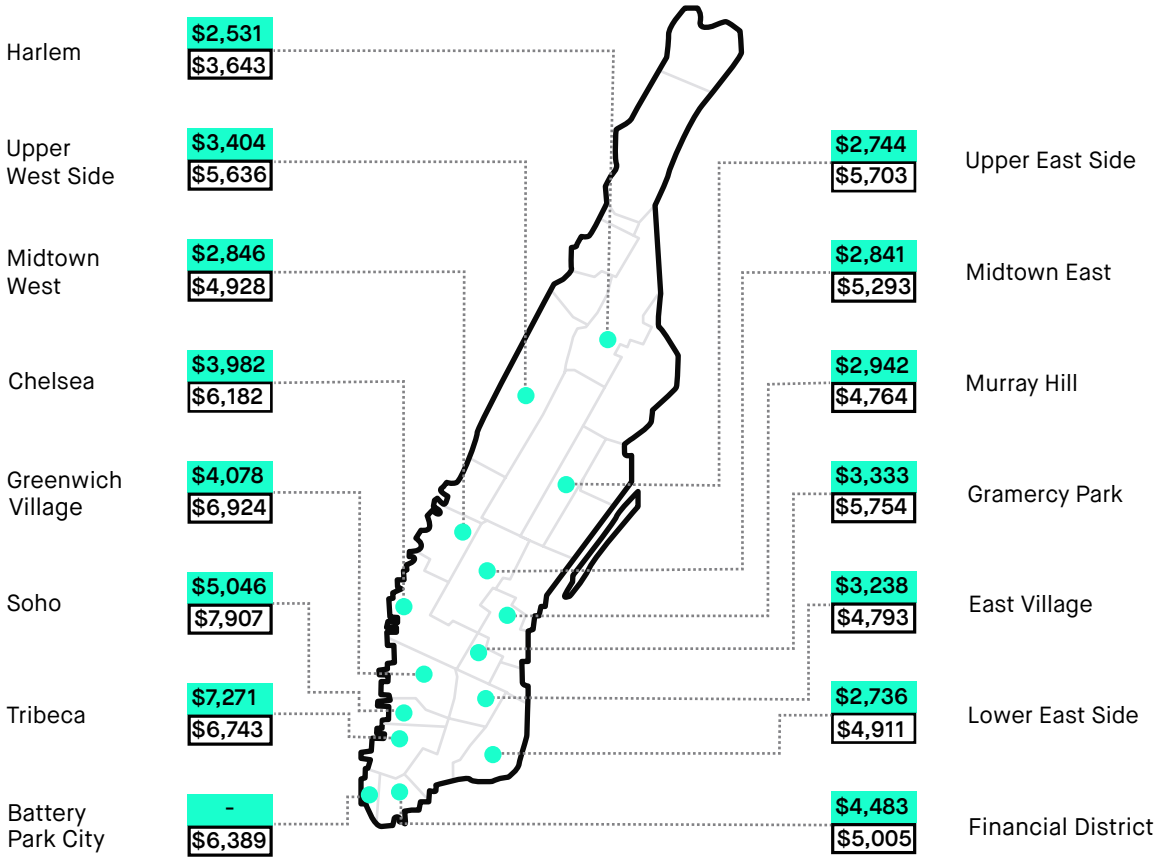 Harlem
$2,531
$3,643
Upper
West Side
$3,404
$5,636
Midtown
West
$2,846
$4,928
Chelsea
$3,982
$6,182
Greenwich
Village
$4,078
$6,924
Soho
$5,046
$7,907
Tribeca
$7,271
$6,743
Battery
Park City
-
$6,389
$2,744
$5,703
Upper East Side
$2,841
$5,293
Midtown East
$2,942
$4,764
Murray Hill
$3,333
$5,754
Gramercy Park
$3,238
$4,793
East Village
$2,736
$4,911
Lower East Side
$4,483
$5,005
Financial District